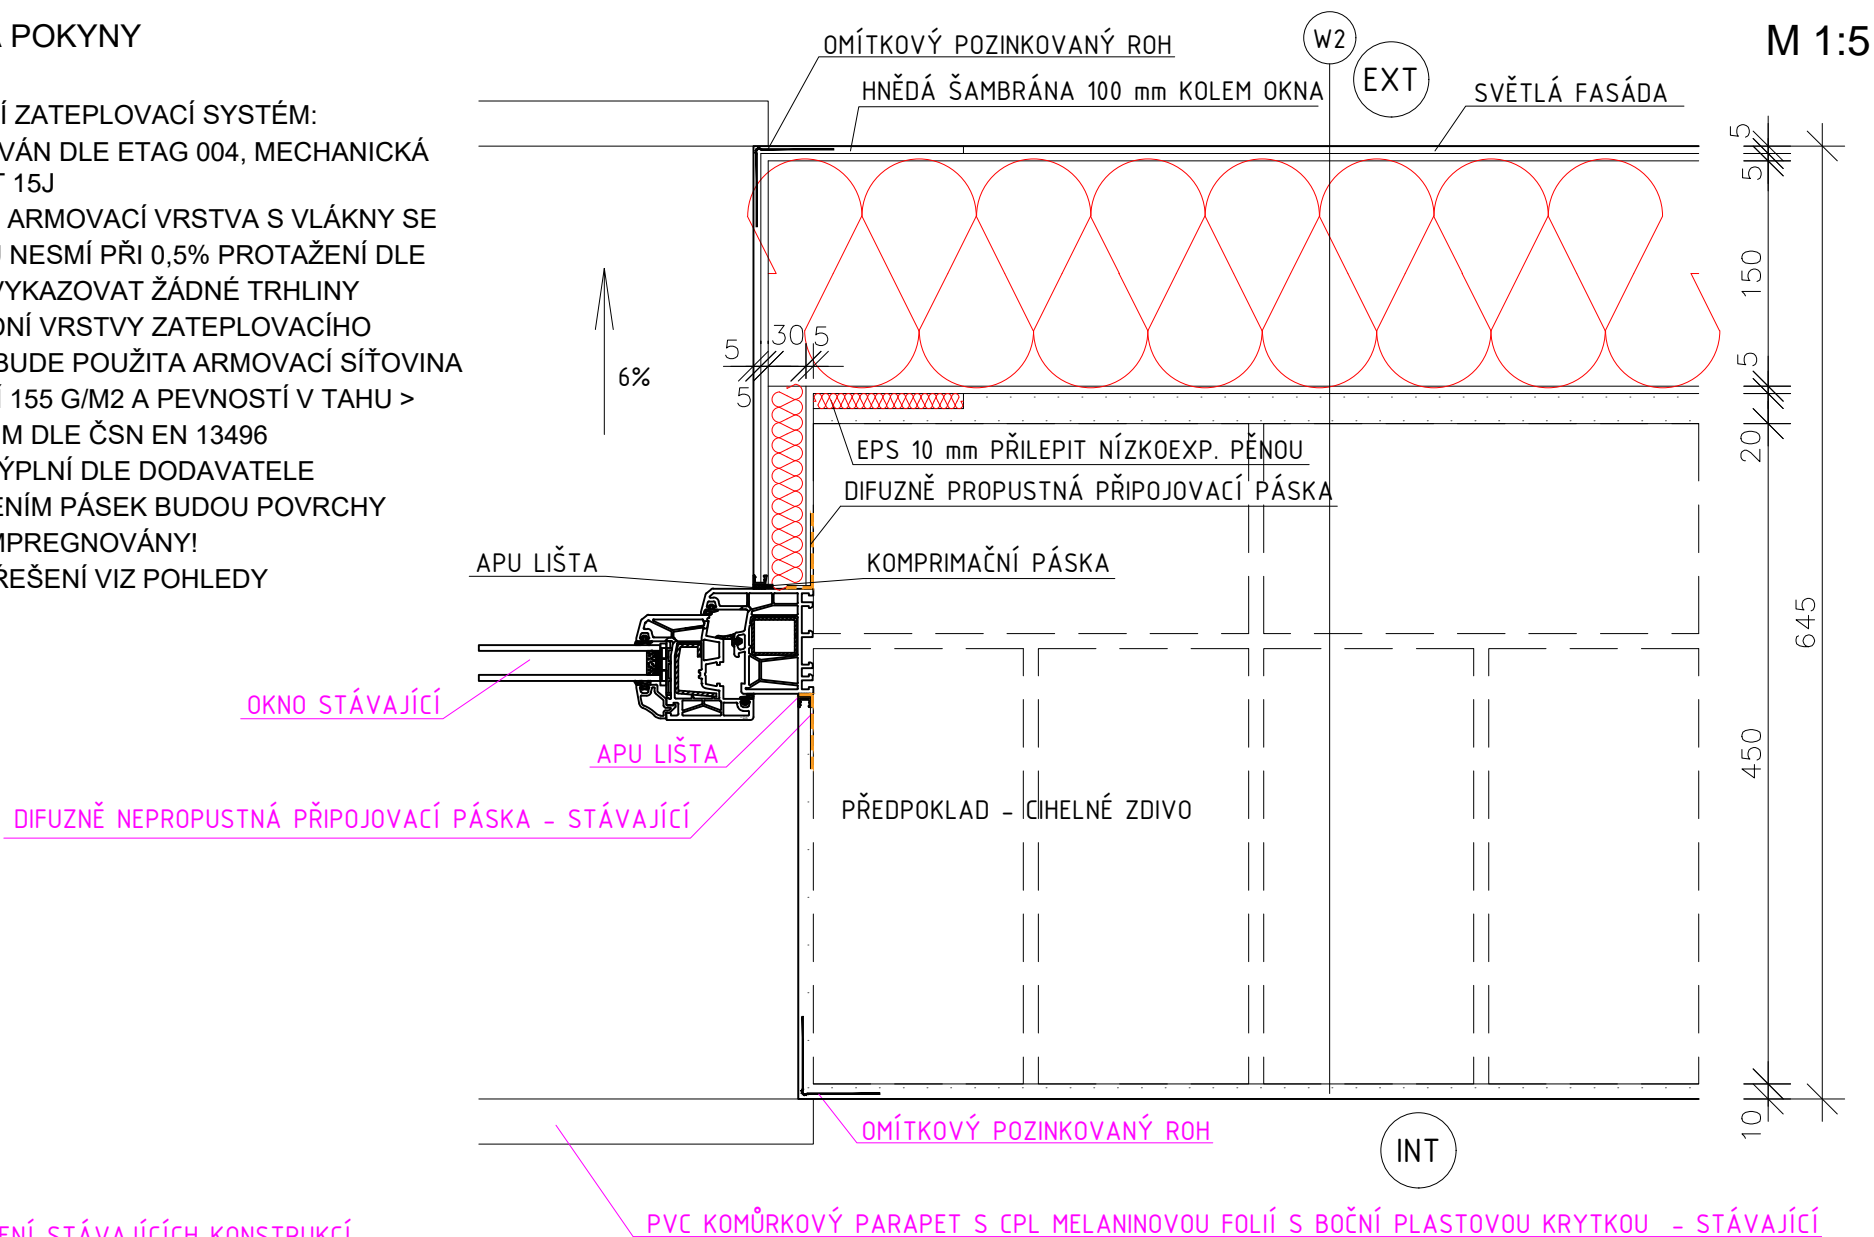 POKYNY
M 1:5
Í ZATEPLOVACÍ SYSTÉM:
VÁN DLE ETAG 004, MECHANICKÁ
T 15J
ARMOVACÍ VRSTVA S VLÁKNY SE
NESMÍ PŘI 0,5% PROTAŽENÍ DLE
VYKAZOVAT ŽÁDNÉ TRHLINY
DNÍ VRSTVY ZATEPLOVACÍHO
BUDE POUŽITA ARMOVACÍ SÍŤOVINA
Í 155 G/M2 A PEVNOSTÍ V TAHU >
M DLE ČSN EN 13496
ÝPLNÍ DLE DODAVATELE
ENÍM PÁSEK BUDOU POVRCHY
MPREGNOVÁNY!
ŘEŠENÍ VIZ POHLEDY
OMÍTKOVÝ POZINKOVANÝ ROH
HNĚDÁ ŠAMBRÁNA 100 mm KOLEM OKNA
W2
EXT
SVĚTLÁ FASÁDA
5
5
150
5
20
645
450
10
6%
5
30
5
5
EPS 10 mm PŘILEPIT NÍZKOEXP. PĚNOU
DIFUZNĚ PROPUSTNÁ PŘIPOJOVACÍ PÁSKA
APU LIŠTA
KOMPRIMAČNÍ PÁSKA
OKNO STÁVAJÍCÍ
APU LIŠTA
DIFUZNĚ NEPROPUSTNÁ PŘIPOJOVACÍ PÁSKA - STÁVAJÍCÍ
PŘEDPOKLAD - CIHELNÉ ZDIVO
OMÍTKOVÝ POZINKOVANÝ ROH
INT
PVC KOMŮRKOVÝ PARAPET S CPL MELANINOVOU FOLIÍ S BOČNÍ PLASTOVOU KRYTKOU - STÁVAJÍCÍ
ENÍ STÁVAJÍCÍCH KONSTRUKCÍ